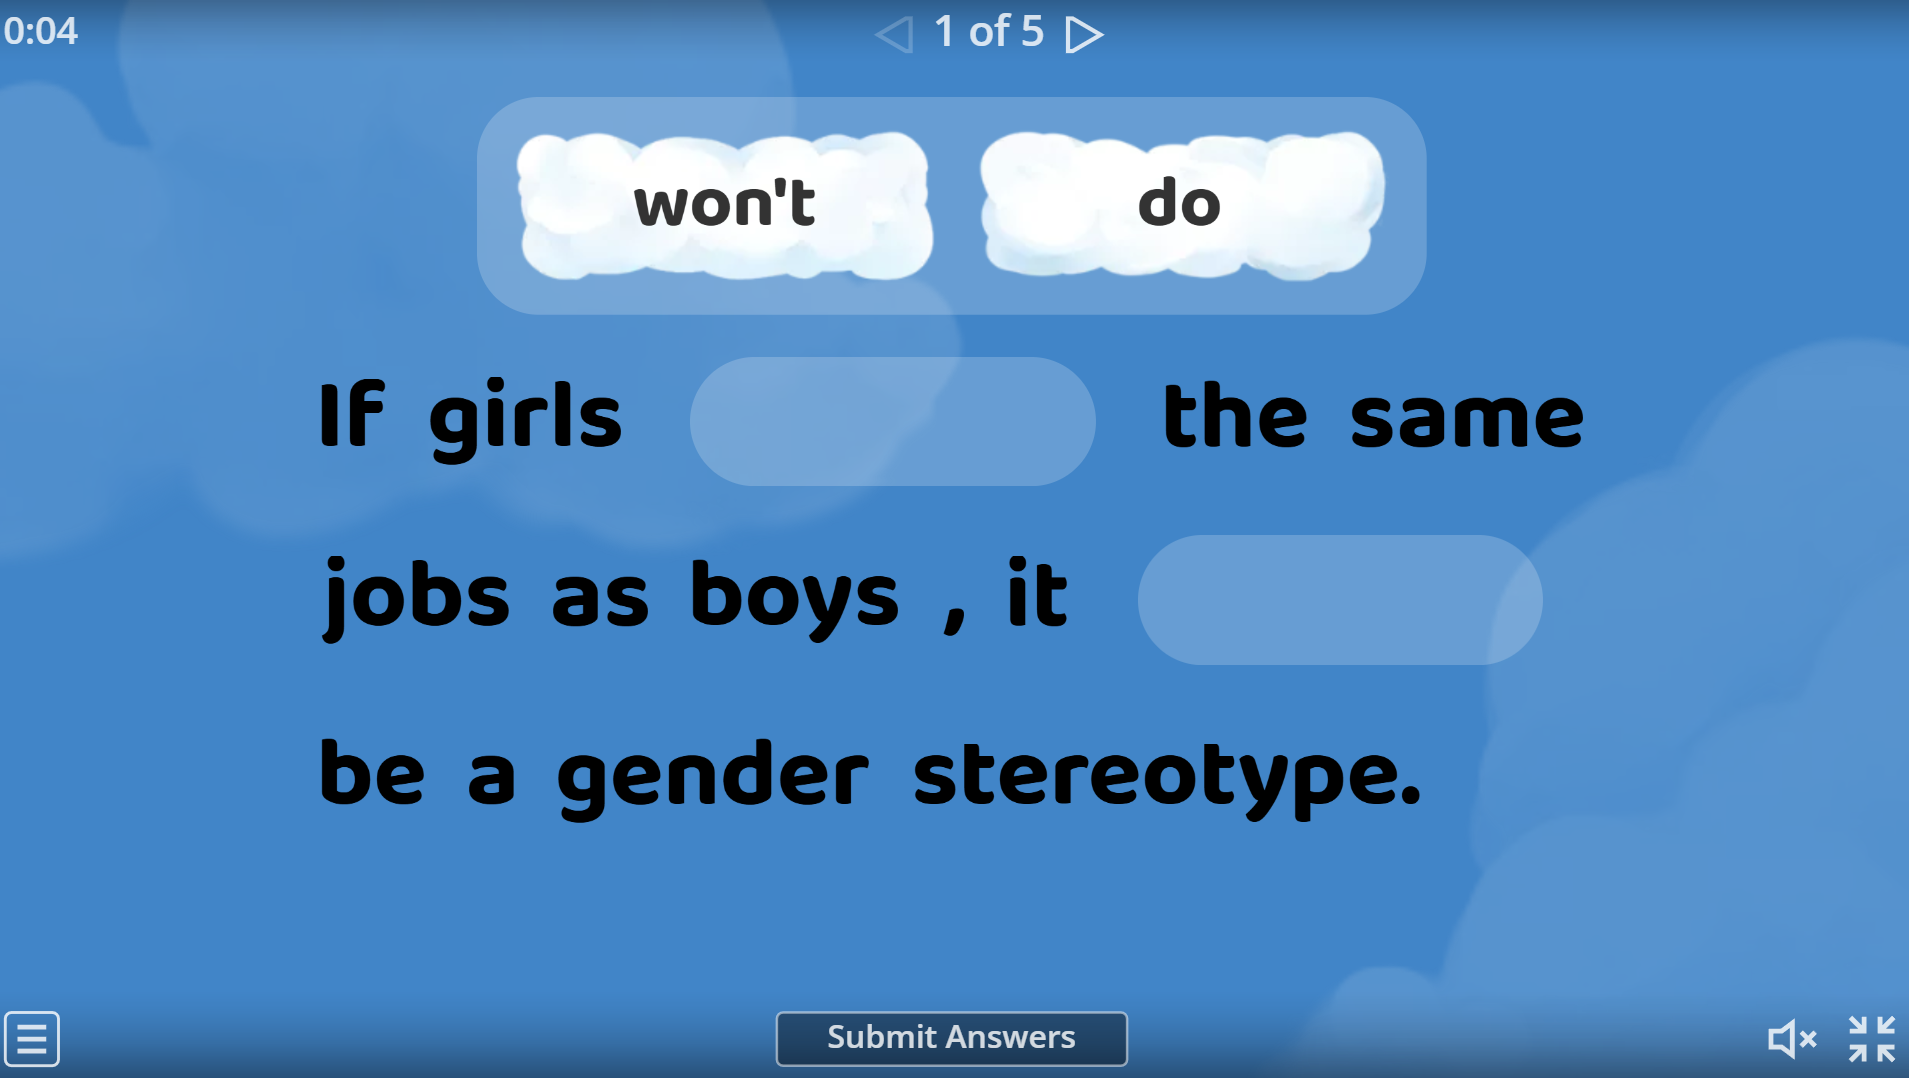 0:04
1 of 5
won't do
If girls the same
jobs as boys , it
be a gender stereotype.
Submit Answers